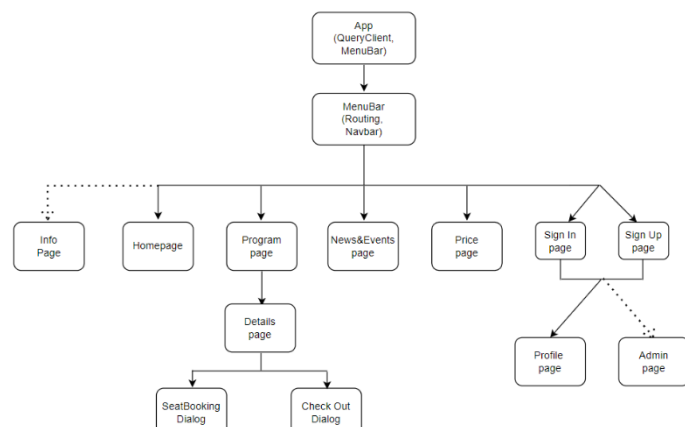 App
(QueryClient,
MenuBar)
MenuBar
(Routing,
Navbar)
Info
Page
Homepage
Program
page
News&Events
page
Price
page
Sign In
page
Sign Up
page
Details
page
Profile
page
Admin
page
SeatBooking
Dialog
Check Out
Dialog